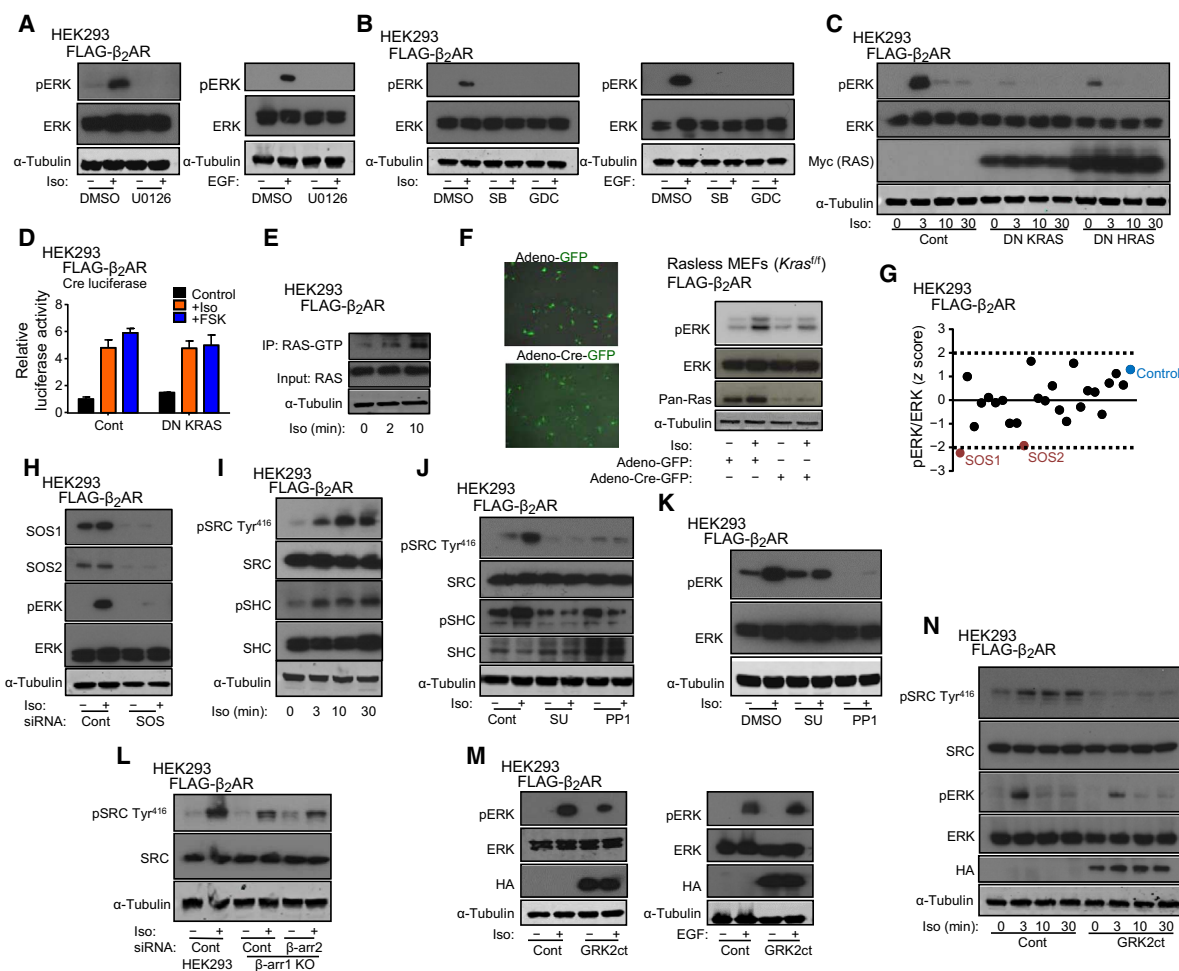 A
HEK293
FLAG-β₂AR
pERK
ERK
α-Tubulin
Iso: – + – +
DMSO U0126
pERK
ERK
α-Tubulin
EGF: – + – +
DMSO U0126
B
HEK293
FLAG-β₂AR
pERK
ERK
α-Tubulin
Iso: – + – + – +
DMSO SB GDC
pERK
ERK
α-Tubulin
EGF: – + – + – +
DMSO SB GDC
C
HEK293
FLAG-β₂AR
pERK
ERK
Myc (RAS)
α-Tubulin
Iso: 0 3 10 30 0 3 10 30 0 3 10 30
Cont DN KRAS DN HRAS
D
HEK293
FLAG-β₂AR
Cre luciferase
Control
+Iso
+FSK
Relative
luciferase activity
8
6
4
2
0
Cont DN KRAS
E
HEK293
FLAG-β₂AR
IP: RAS-GTP
Input: RAS
α-Tubulin
Iso (min): 0 2 10
F
Adeno-GFP
Adeno-Cre-GFP
Rasless MEFs (Krasᶠ/ᶠ)
FLAG-β₂AR
pERK
ERK
Pan-Ras
α-Tubulin
Iso: – + – +
Adeno-GFP: + + – –
Adeno-Cre-GFP: – – + +
G
HEK293
FLAG-β₂AR
pERK/ERK (z score)
3
2
1
0
−1
−2
−3
Control
SOS1
SOS2
H
HEK293
FLAG-β₂AR
SOS1
SOS2
pERK
ERK
α-Tubulin
Iso: – + – +
siRNA: Cont SOS
I
HEK293
FLAG-β₂AR
pSRC Tyr⁴¹⁶
SRC
pSHC
SHC
α-Tubulin
Iso (min): 0 3 10 30
J
HEK293
FLAG-β₂AR
pSRC Tyr⁴¹⁶
SRC
pSHC
SHC
α-Tubulin
Iso: – + – + – +
Cont SU PP1
K
HEK293
FLAG-β₂AR
pERK
ERK
α-Tubulin
Iso: – + – + – +
DMSO SU PP1
L
HEK293
FLAG-β₂AR
pSRC Tyr⁴¹⁶
SRC
α-Tubulin
Iso: – + – + – +
siRNA: Cont Cont β-arr2
HEK293 β-arr1 KO
M
HEK293
FLAG-β₂AR
pERK
ERK
HA
α-Tubulin
Iso: – + – +
Cont GRK2ct
pERK
ERK
HA
α-Tubulin
EGF: – + – +
Cont GRK2ct
N
HEK293
FLAG-β₂AR
pSRC Tyr⁴¹⁶
SRC
pERK
ERK
HA
α-Tubulin
Iso (min): 0 3 10 30 0 3 10 30
Cont GRK2ct